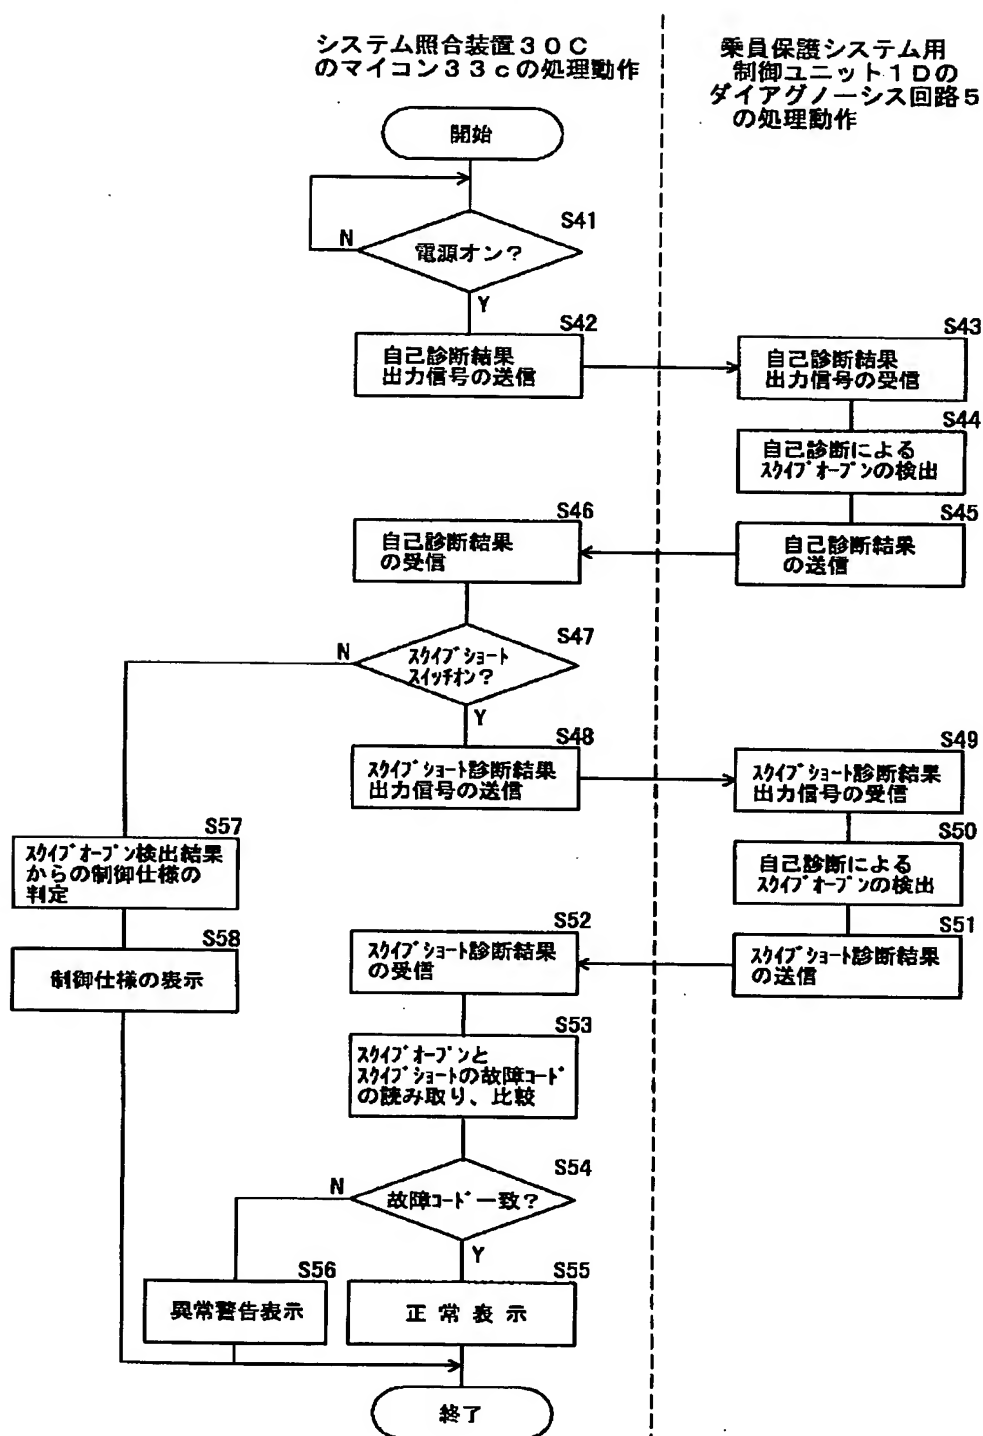 システム照合装置30C
のマイコン33cの処理動作
乗員保護システム用
制御ユニット1Dの
ダイアグノーシス回路5
の処理動作
開始
S41
電源オン?
N
Y
S42
自己診断結果
出力信号の送信
S43
自己診断結果
出力信号の受信
S44
自己診断による
スクイブオープンの検出
S45
自己診断結果
の送信
S46
自己診断結果
の受信
S47
スクイブショート
スイッチオン?
N
Y
S48
スクイブショート診断結果
出力信号の送信
S49
スクイブショート診断結果
出力信号の受信
S50
自己診断による
スクイブオープンの検出
S51
スクイブショート診断結果
の送信
S52
スクイブショート診断結果
の受信
S53
スクイブオープンと
スクイブショートの故障コード
の読み取り、比較
S54
故障コード一致?
N
Y
S55
正常表示
S56
異常警告表示
S57
スクイブオープン検出結果
からの制御仕様の
判定
S58
制御仕様の表示
終了